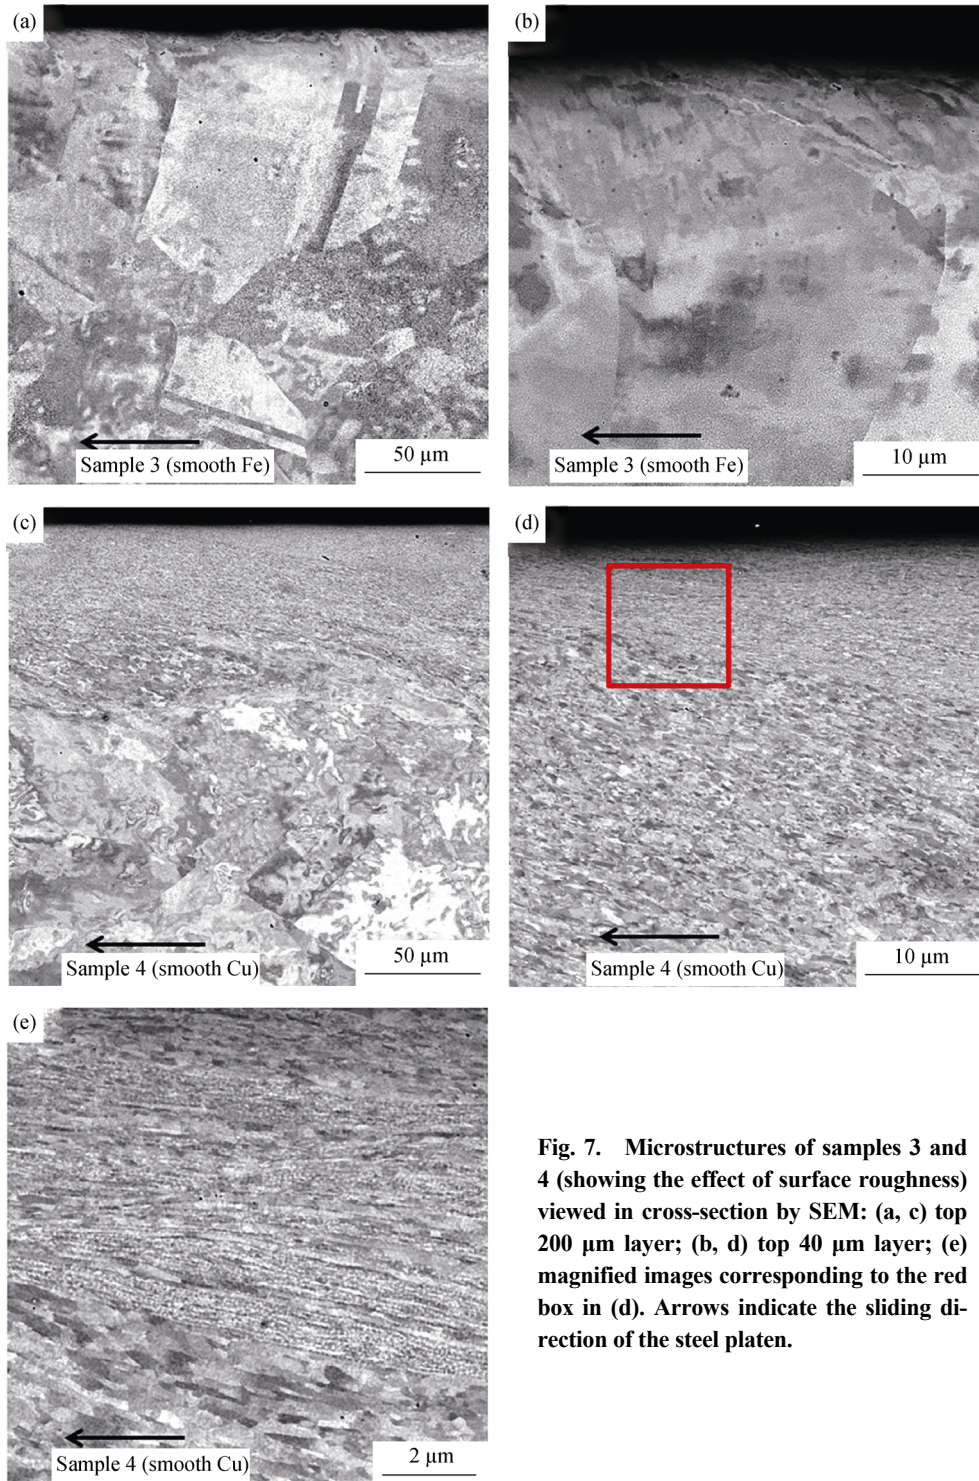 (a)
Sample 3 (smooth Fe)
50 μm
(b)
Sample 3 (smooth Fe)
10 μm
(c)
Sample 4 (smooth Cu)
50 μm
(d)
Sample 4 (smooth Cu)
10 μm
(e)
Sample 4 (smooth Cu)
2 μm
Fig. 7. Microstructures of samples 3 and
4 (showing the effect of surface roughness)
viewed in cross-section by SEM: (a, c) top
200 μm layer; (b, d) top 40 μm layer; (e)
magnified images corresponding to the red
box in (d). Arrows indicate the sliding di-
rection of the steel platen.